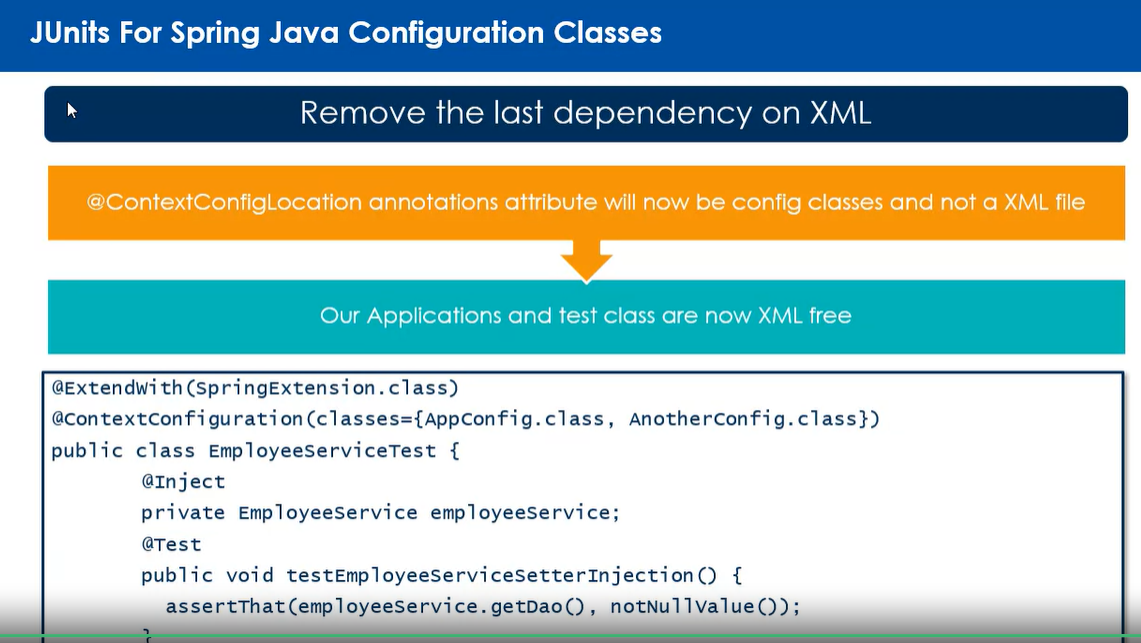 JUnits For Spring Java Configuration Classes
Remove the last dependency on XML
@ContextConfigLocation annotations attribute will now be config classes and not a XML file
Our Applications and test class are now XML free
@ExtendWith(SpringExtension.class)
@ContextConfiguration(classes={AppConfig.class, AnotherConfig.class})
public class EmployeeServiceTest {
@Inject
private EmployeeService employeeService;
@Test
public void testEmployeeServiceSetterInjection() {
assertThat(employeeService.getDao(), notNullValue());
}